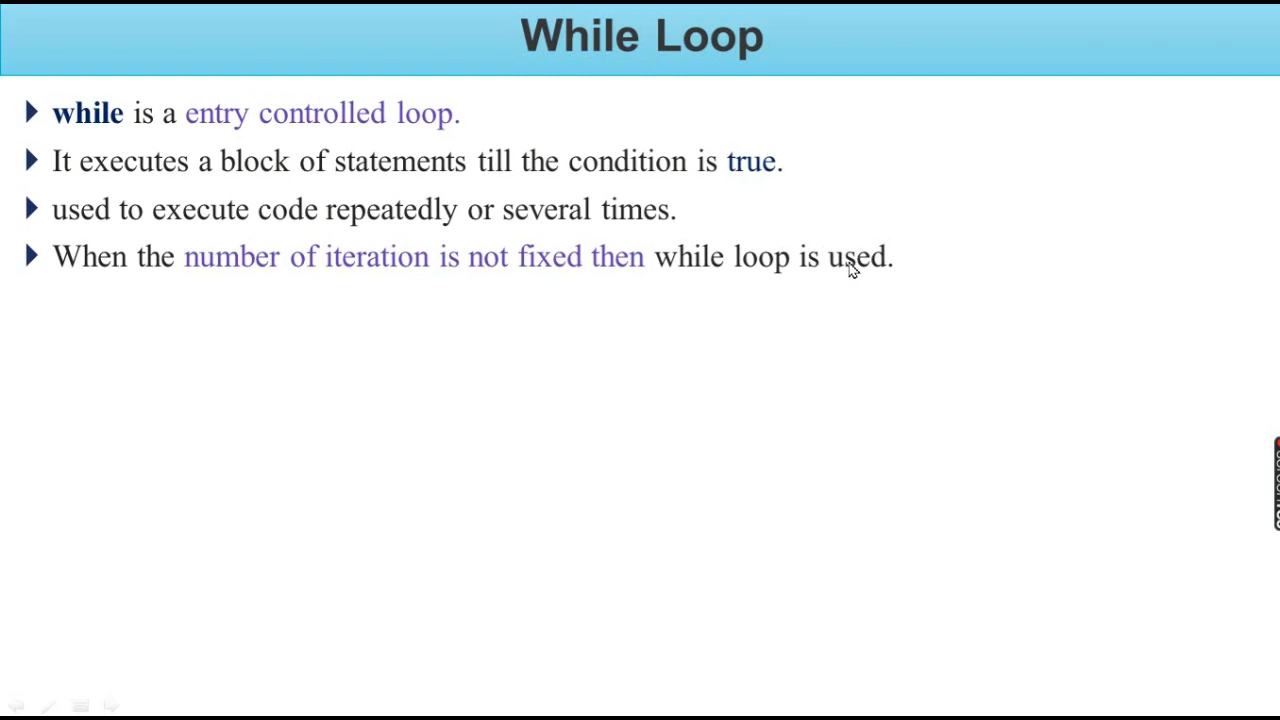 While Loop
while is a entry controlled loop.
It executes a block of statements till the condition is true.
used to execute code repeatedly or several times.
When the number of iteration is not fixed then while loop is used.